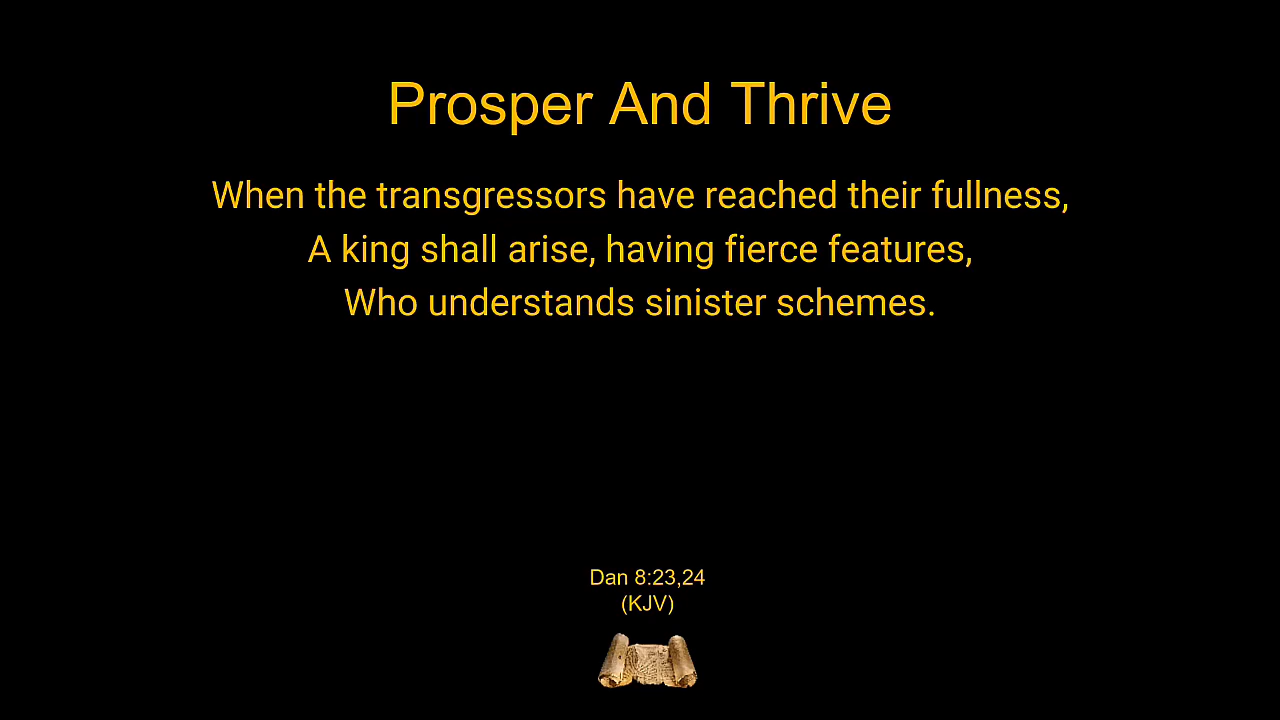 Prosper And Thrive
When the transgressors have reached their fullness,
A king shall arise, having fierce features,
Who understands sinister schemes.
Dan 8:23,24
(KJV)